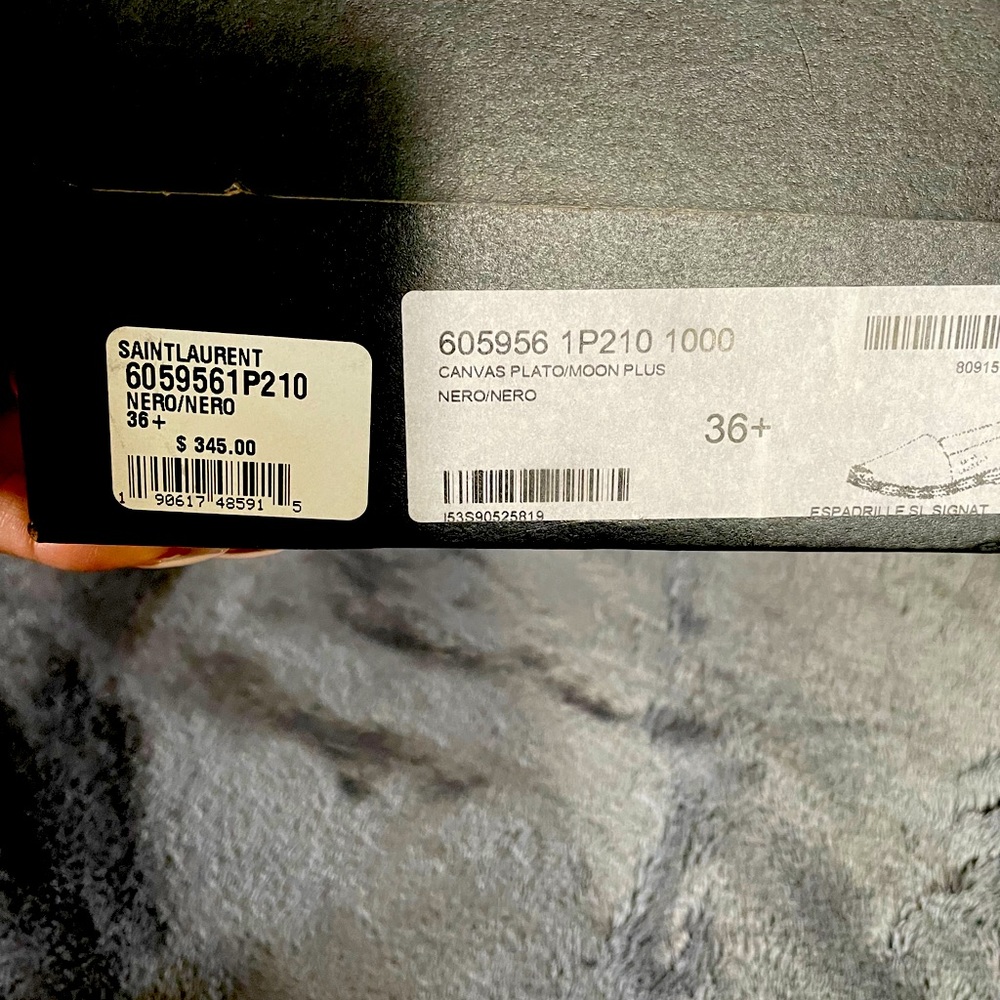 SAINTLAURENT
6059561P210
NERO/NERO
36+
$ 345.00
1 90617 48591 5
605956 1P210 1000
CANVAS PLATO/MOON PLUS
NERO/NERO
36+
I53S90525819
80915
ESPADRILLE SL SIGNAT